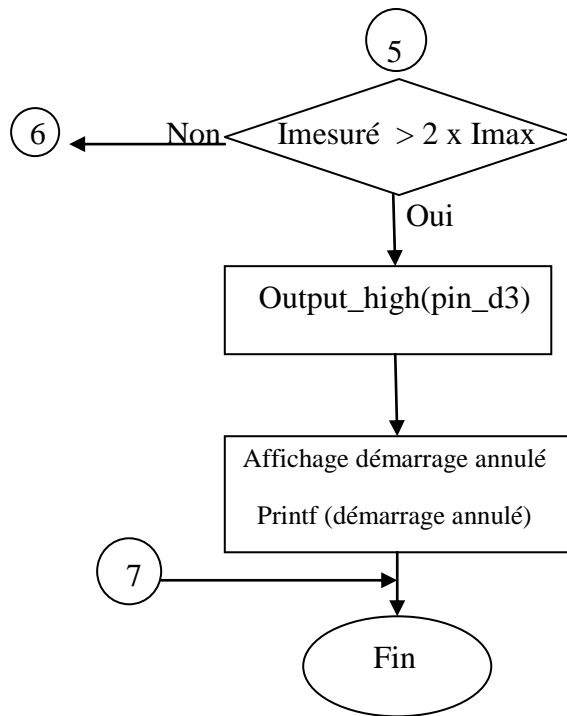 5
6
Non
Imesuré > 2 x Imax
Oui
Output_high(pin_d3)
Affichage démarrage annulé
Printf (démarrage annulé)
7
Fin